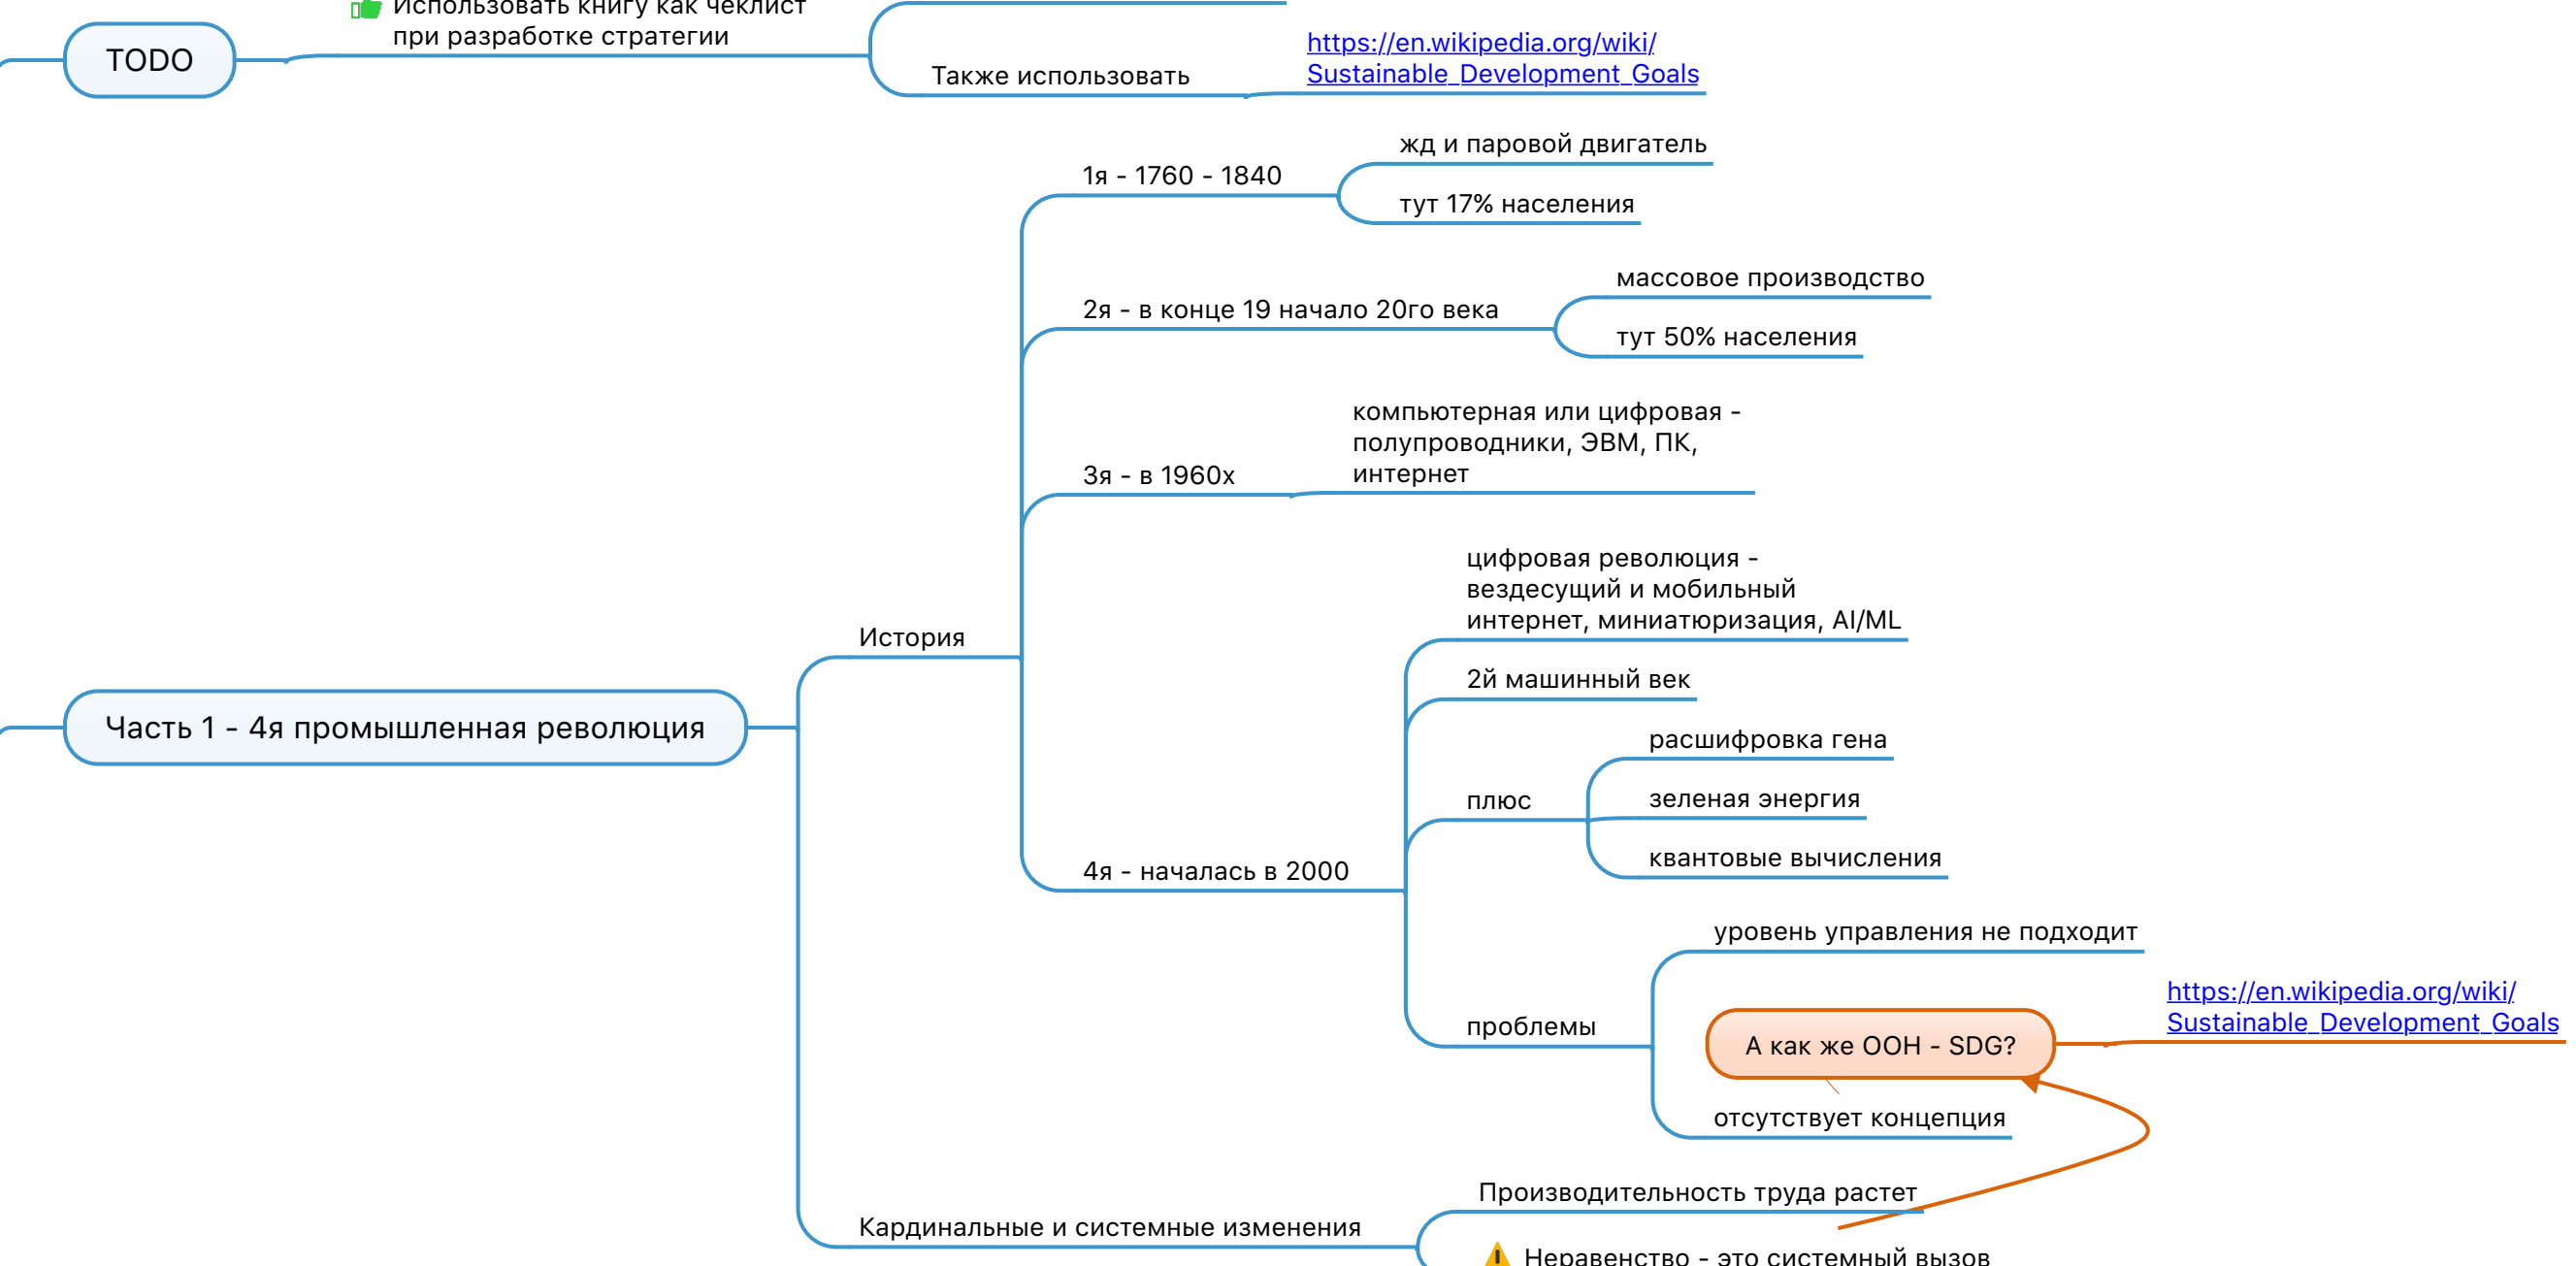 Использовать книгу как чеклист
при разработке стратегии
TODO
https://en.wikipedia.org/wiki/
Sustainable_Development_Goals
Также использовать
жд и паровой двигатель
1я - 1760 - 1840
тут 17% населения
массовое производство
2я - в конце 19 начало 20го века
тут 50% населения
компьютерная или цифровая -
полупроводники, ЭВМ, ПК,
интернет
3я - в 1960х
цифровая революция -
вездесущий и мобильный
интернет, миниатюризация, AI/ML
История
2й машинный век
Часть 1 - 4я промышленная революция
расшифровка гена
плюс
зеленая энергия
квантовые вычисления
4я - началась в 2000
уровень управления не подходит
https://en.wikipedia.org/wiki/
Sustainable_Development_Goals
проблемы
А как же ООН - SDG?
отсутствует концепция
Производительность труда растет
Кардинальные и системные изменения
Неравенство - это системный вызов